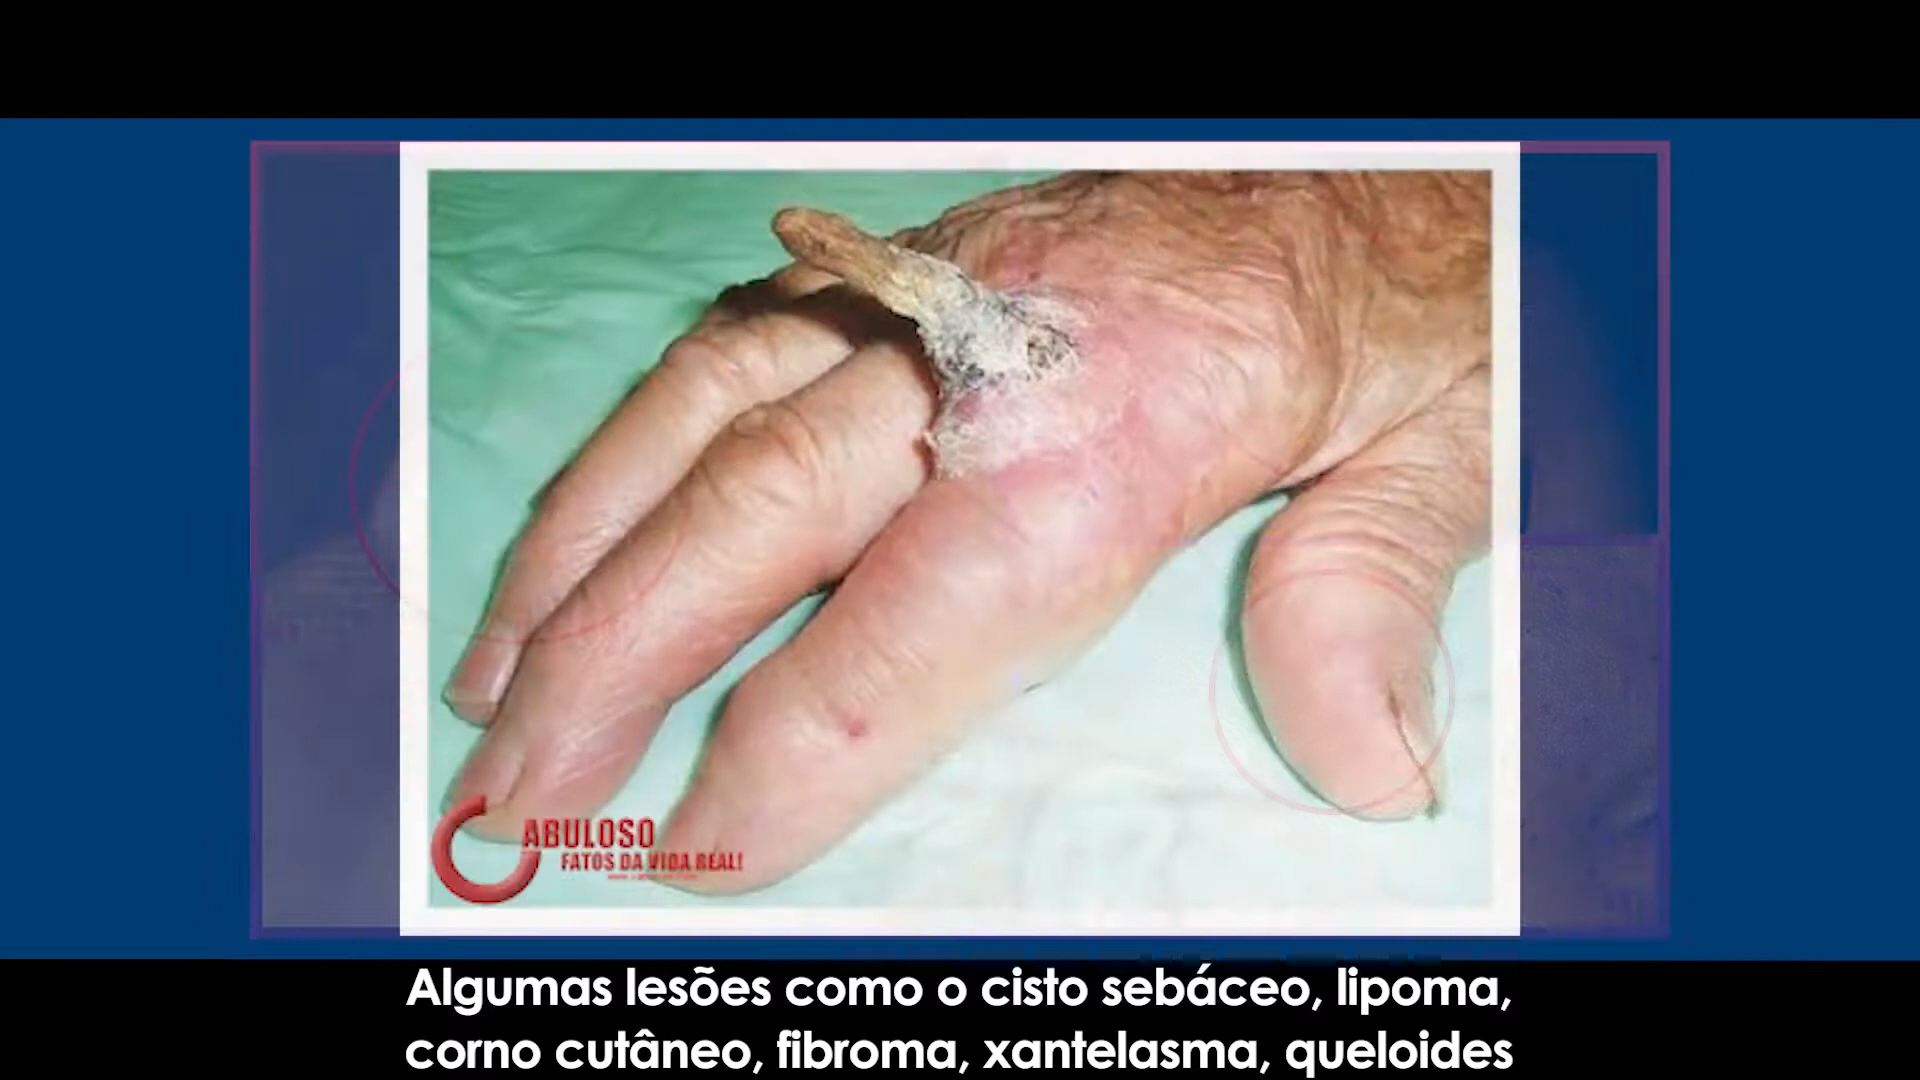 ABULOSO
FATOS DA VIDA REAL!
Algumas lesões como o cisto sebáceo, lipoma,
corno cutâneo, fibroma, xantelasma, queloides